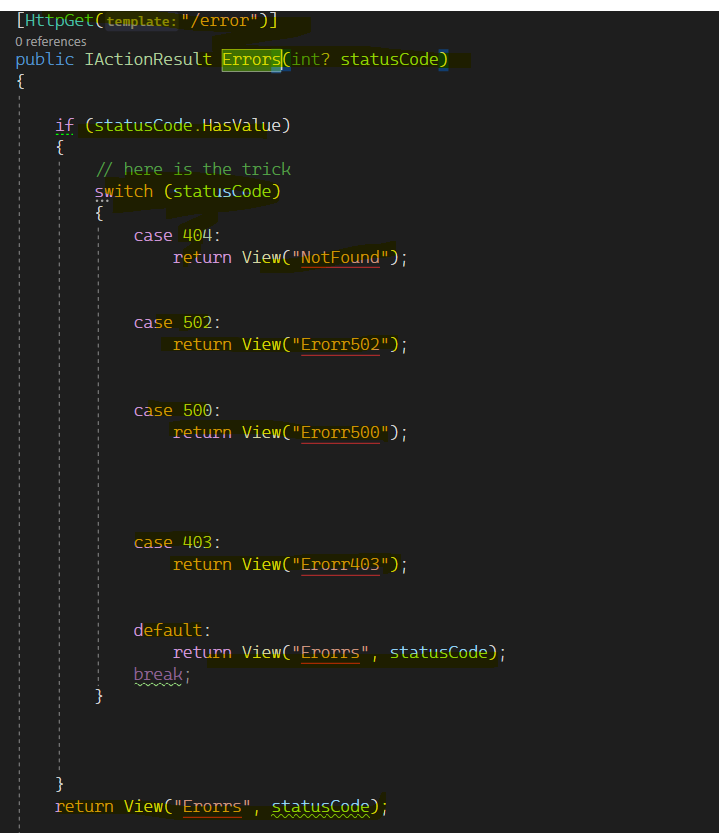 [HttpGet(template:"/error")]
0 references
public IActionResult Errors(int? statusCode)
{
if (statusCode.HasValue)
{
// here is the trick
switch (statusCode)
{
case 404:
return View("NotFound");
case 502:
return View("Erorr502");
case 500:
return View("Erorr500");
case 403:
return View("Erorr403");
default:
return View("Erorrs", statusCode);
break;
}
}
return View("Erorrs", statusCode);